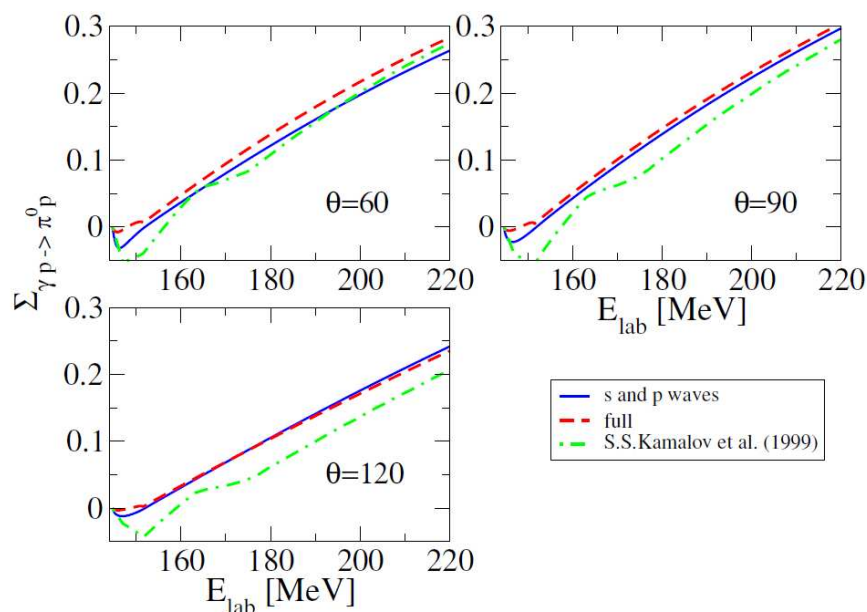 0.3
0.2
0.1
0
160 180 200 220
θ=60
0.3
0.2
0.1
0
160 180 200 220
θ=90
E_lab [MeV]
Σ_γ p -> π⁰p
0.3
0.2
0.1
0
160 180 200 220
θ=120
E_lab [MeV]
s and p waves
full
S.S.Kamalov et al. (1999)